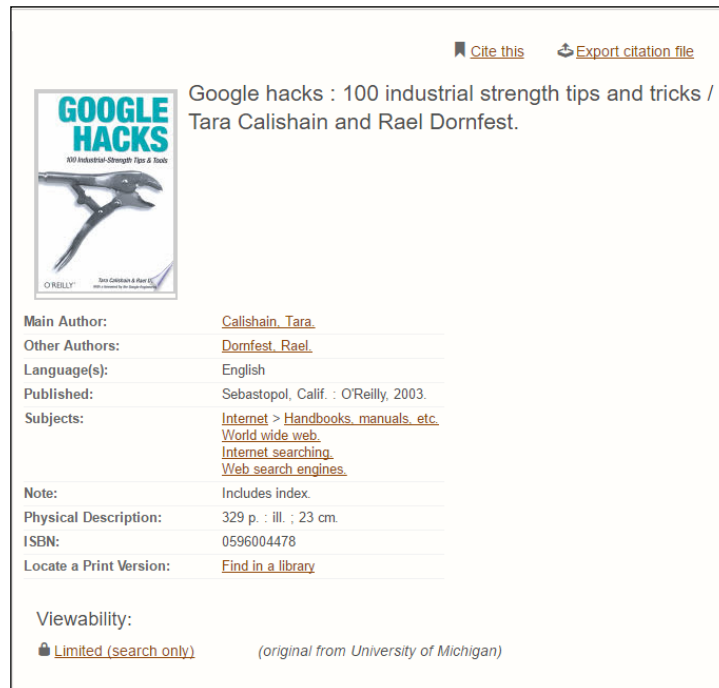 Cite this Export citation file
Google hacks : 100 industrial strength tips and tricks /
Tara Calishain and Rael Dornfest.
GOOGLE
HACKS
100 Industrial-Strength Tips & Tools
O'REILLY
Tara Calishain & Rael D.
Main Author: Calishain, Tara.
Other Authors: Dornfest, Rael.
Language(s): English
Published: Sebastopol, Calif. : O'Reilly, 2003.
Subjects: Internet > Handbooks, manuals, etc.
World wide web.
Internet searching.
Web search engines.
Note: Includes index.
Physical Description: 329 p. : ill. ; 23 cm.
ISBN: 0596004478
Locate a Print Version: Find in a library
Viewability:
Limited (search only) (original from University of Michigan)